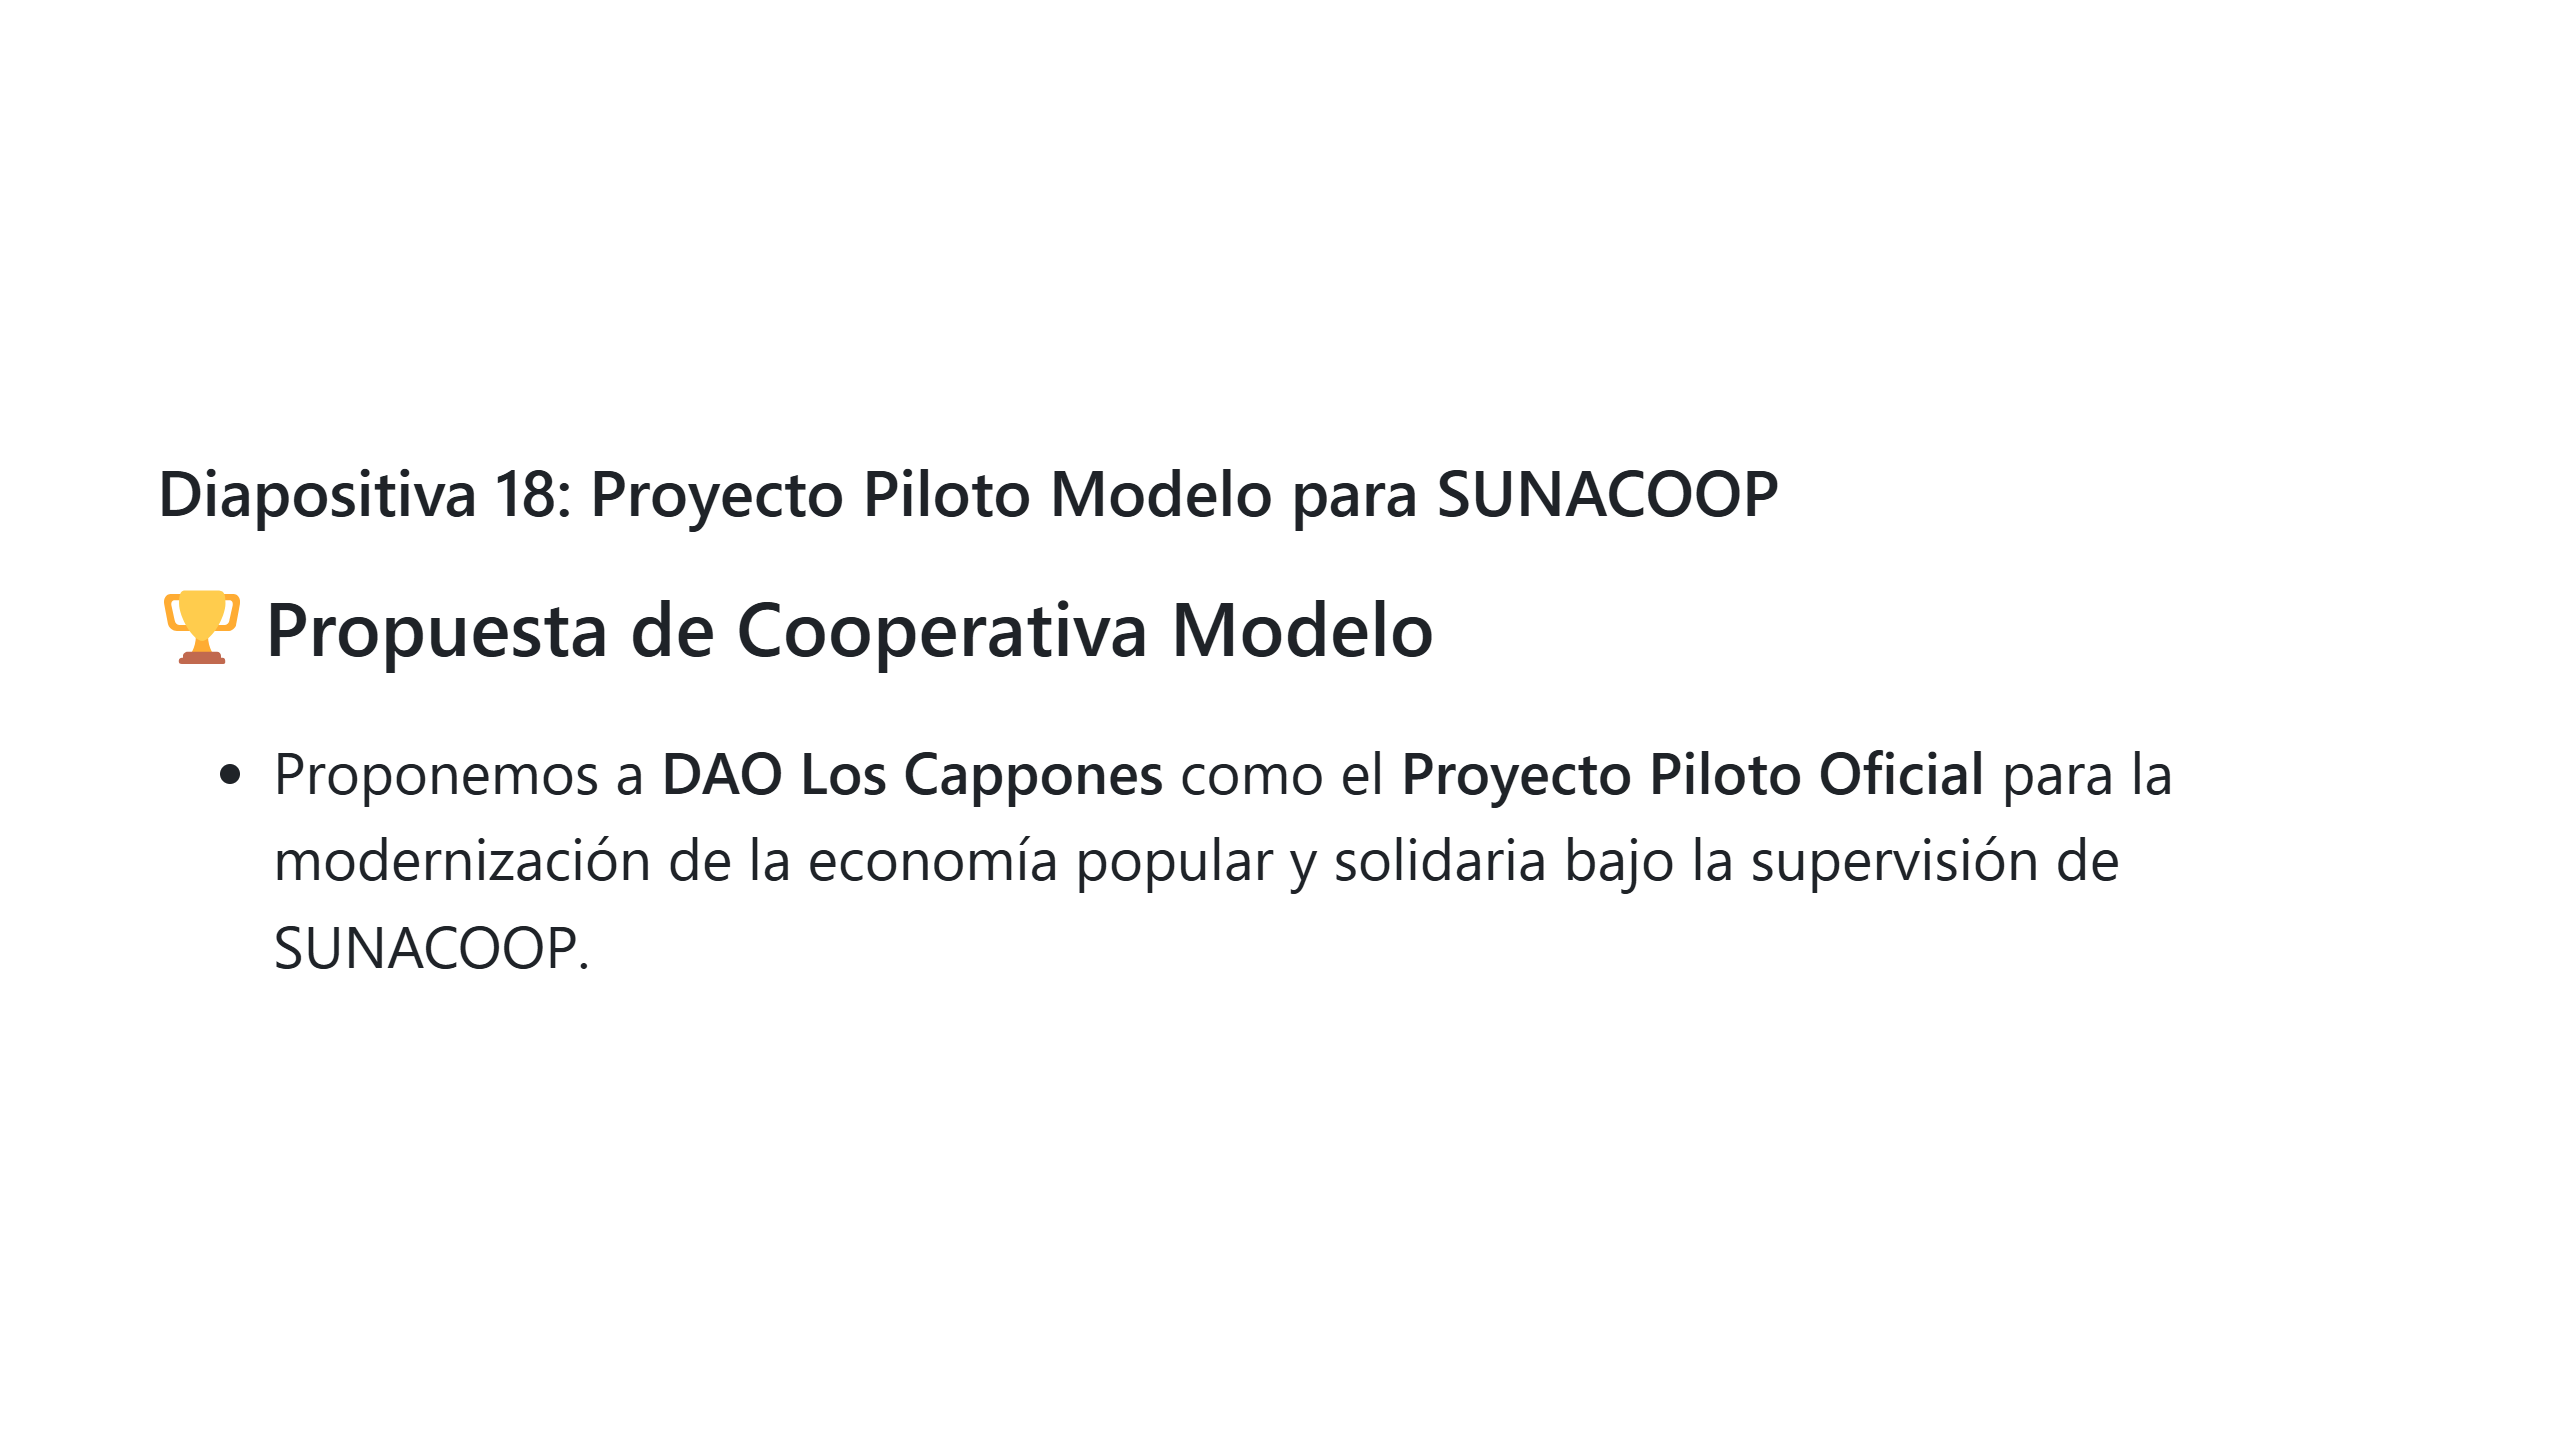 Diapositiva 18: Proyecto Piloto Modelo para SUNACOOP
🏆 Propuesta de Cooperativa Modelo
• Proponemos a DAO Los Cappones como el Proyecto Piloto Oficial para la
modernización de la economía popular y solidaria bajo la supervisión de
SUNACOOP.